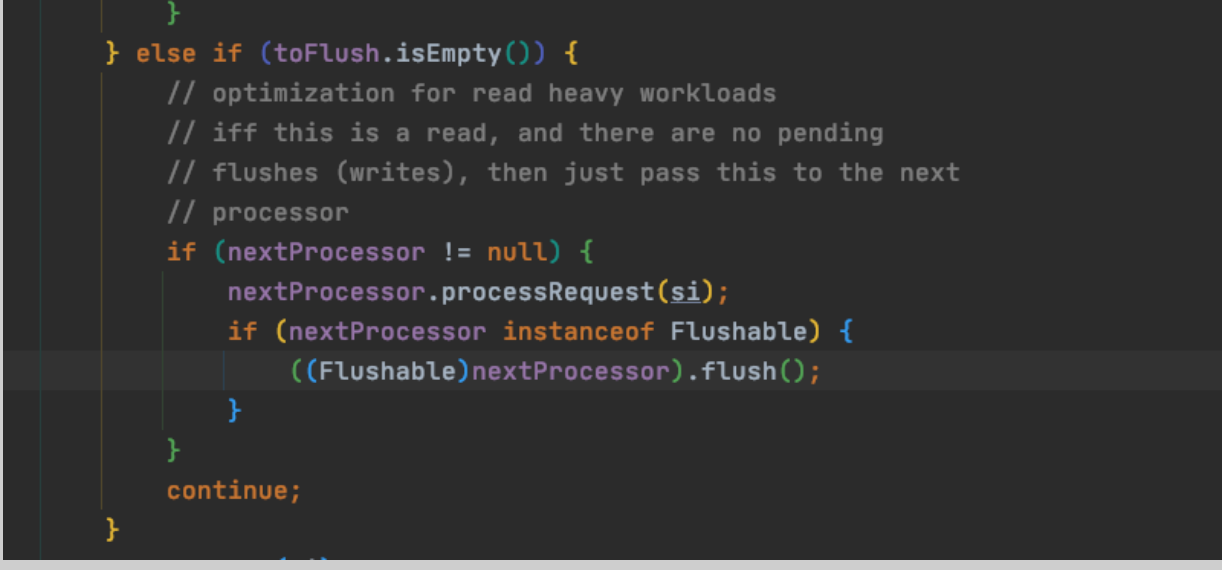 }
} else if (toFlush.isEmpty()) {
// optimization for read heavy workloads
// iff this is a read, and there are no pending
// flushes (writes), then just pass this to the next
// processor
if (nextProcessor != null) {
nextProcessor.processRequest(si);
if (nextProcessor instanceof Flushable) {
((Flushable)nextProcessor).flush();
}
}
continue;
}